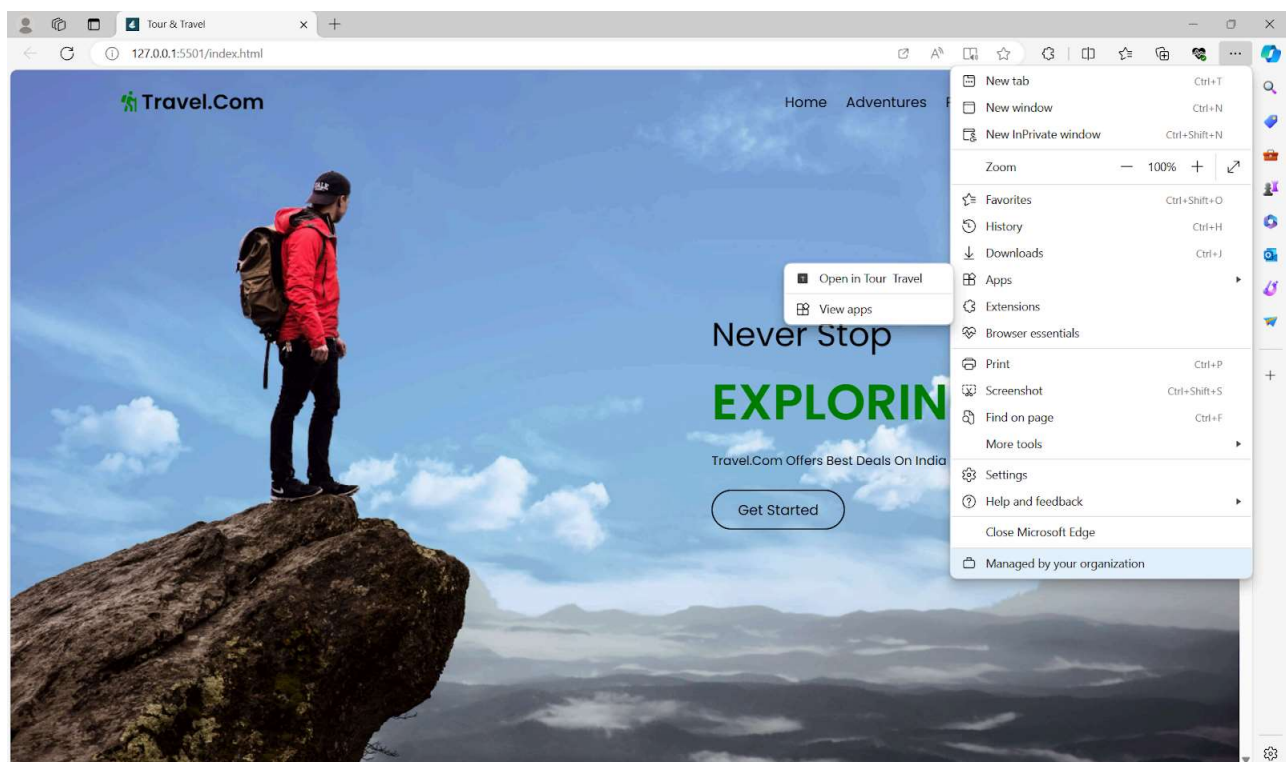 Tour & Travel
127.0.0.1:5501/index.html
Travel.Com
Home Adventures
New tab Ctrl+T
New window Ctrl+N
New InPrivate window Ctrl+Shift+N
Zoom — 100% +
Favorites Ctrl+Shift+O
History Ctrl+H
Downloads Ctrl+J
Apps
Open in Tour Travel
View apps
Extensions
Browser essentials
Print Ctrl+P
Screenshot Ctrl+Shift+S
Find on page Ctrl+F
More tools
Settings
Help and feedback
Close Microsoft Edge
Managed by your organization
Never Stop
EXPLORIN
Travel.Com Offers Best Deals On India
Get Started